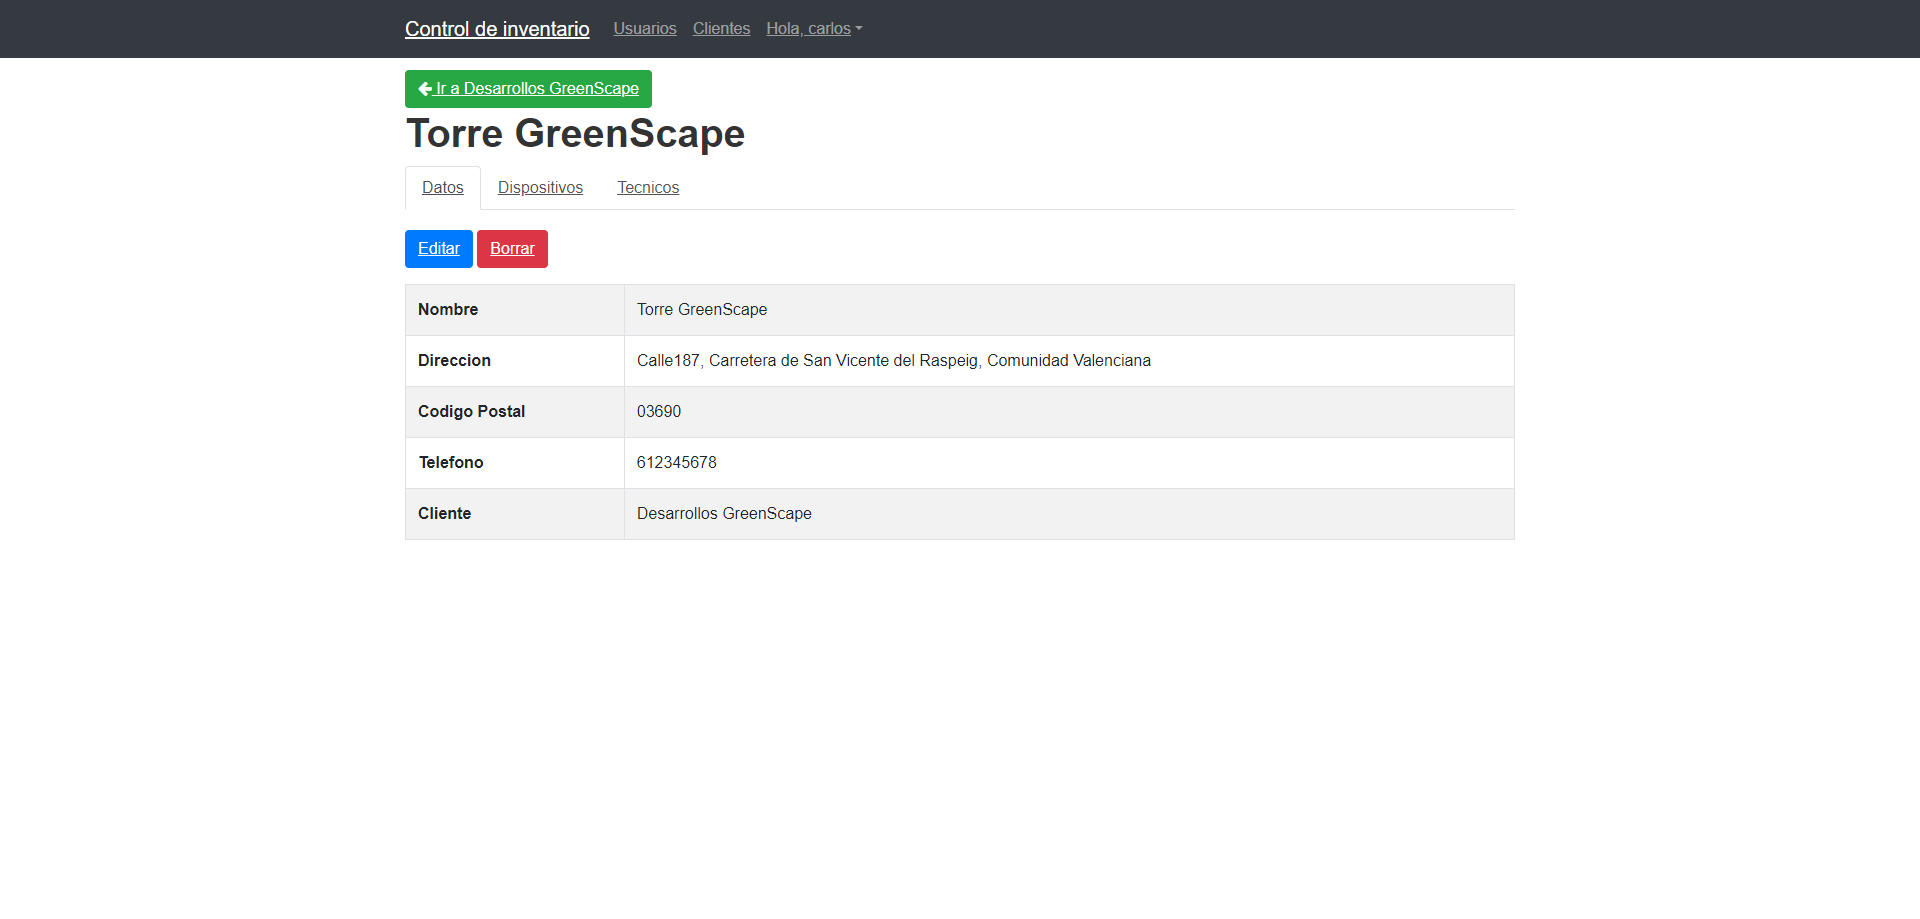 Control de inventario Usuarios Clientes Hola, carlos
Ir a Desarrollos GreenScape
Torre GreenScape
Datos Dispositivos Tecnicos
Editar Borrar
Nombre Torre GreenScape
Direccion Calle187, Carretera de San Vicente del Raspeig, Comunidad Valenciana
Codigo Postal 03690
Telefono 612345678
Cliente Desarrollos GreenScape